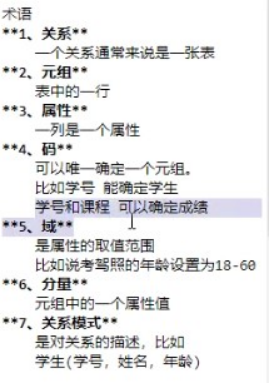 术语
**1、关系**
一个关系通常来说是一张表
**2、元组**
表中的一行
**3、属性**
一列是一个属性
**4、码**
可以唯一确定一个元组。
比如学号 能确定学生
学号和课程 可以确定成绩
**5、域**
是属性的取值范围
比如说考驾照的年龄设置为18-60
**6、分量**
元组中的一个属性值
**7、关系模式**
是对关系的描述，比如
学生(学号，姓名，年龄)